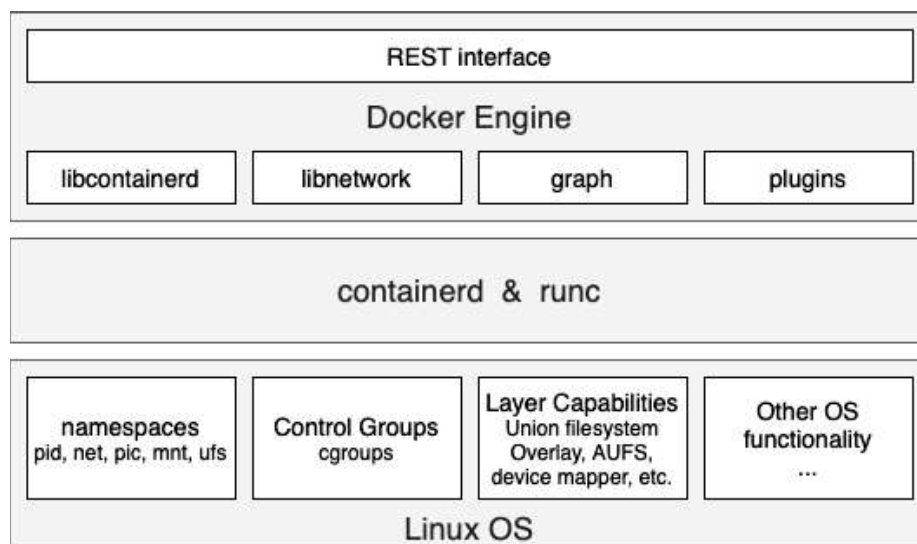 REST interface
Docker Engine
libcontainerd
libnetwork
graph
plugins
containerd & runc
namespaces
pid, net, pic, mnt, ufs
Control Groups
cgroups
Layer Capabilities
Union filesystem
Overlay, AUFS,
device mapper, etc.
Other OS
functionality
...
Linux OS